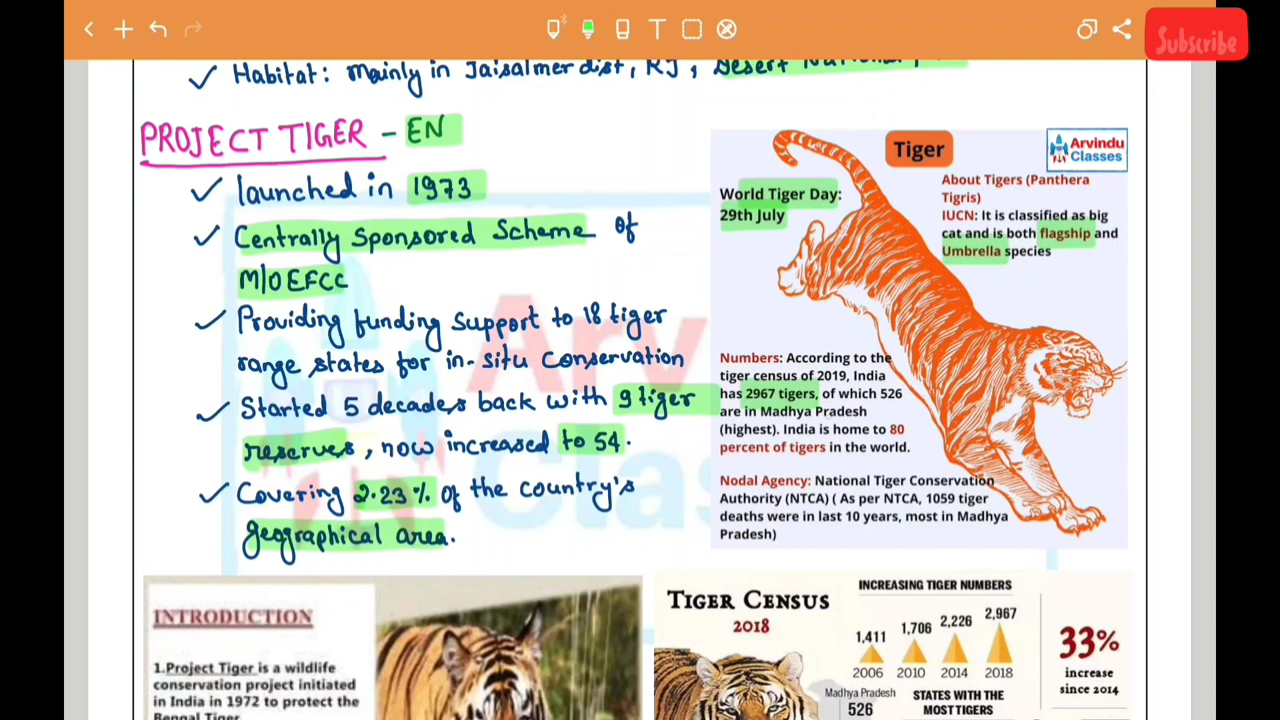 Subscribe
✓ Habitat: Mainly in Jaisalmer dist, RJ, Desert National
PROJECT TIGER - EN
✓ launched in 1973
✓ Centrally Sponsored Scheme of
M/O EFCC
✓ Providing funding support to 18 tiger
range states for in-situ conservation
✓ Started 5 decades back with 9 tiger
reserves, now increased to 54.
✓ Covering 2.23% of the country's
geographical area.
Tiger
Arvindu
Classes
World Tiger Day:
29th July
About Tigers (Panthera
Tigris)
IUCN: It is classified as big
cat and is both flagship and
Umbrella species
Numbers: According to the
tiger census of 2019, India
has 2967 tigers, of which 526
are in Madhya Pradesh
(highest). India is home to 80
percent of tigers in the world.
Nodal Agency: National Tiger Conservation
Authority (NTCA) ( As per NTCA, 1059 tiger
deaths were in last 10 years, most in Madhya
Pradesh)
INTRODUCTION
1.Project Tiger is a wildlife
conservation project initiated
in India in 1972 to protect the
Bengal Tiger
TIGER CENSUS
2018
INCREASING TIGER NUMBERS
1,411 1,706 2,226 2,967
2006 2010 2014 2018
33%
increase
since 2014
Madhya Pradesh
526
STATES WITH THE
MOST TIGERS